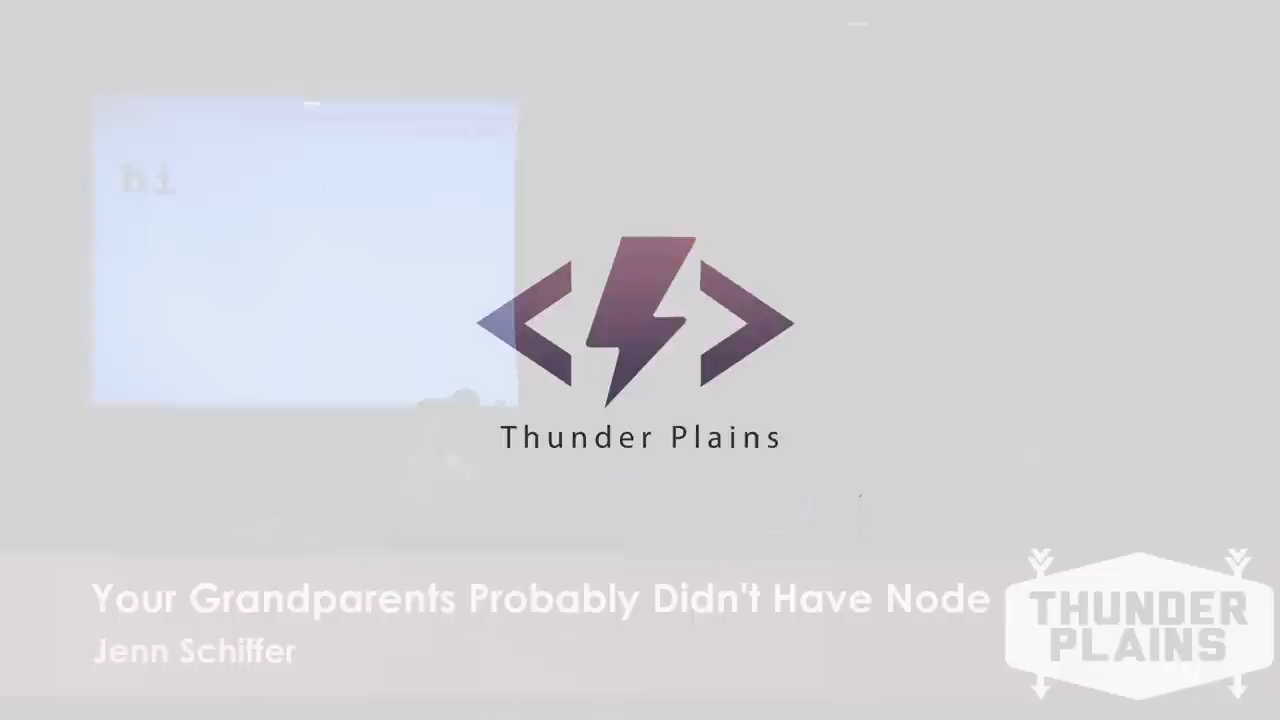 hi
Thunder Plains
Your Grandparents Probably Didn't Have Node
Jenn Schiffer
THUNDER
PLAINS